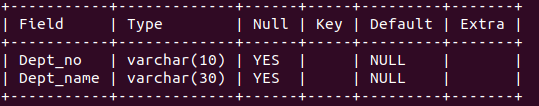 +-----------+-------------+------+-----+---------+-------+
| Field     | Type        | Null | Key | Default | Extra |
+-----------+-------------+------+-----+---------+-------+
| Dept_no   | varchar(10) | YES  |     | NULL    |       |
| Dept_name | varchar(30) | YES  |     | NULL    |       |
+-----------+-------------+------+-----+---------+-------+